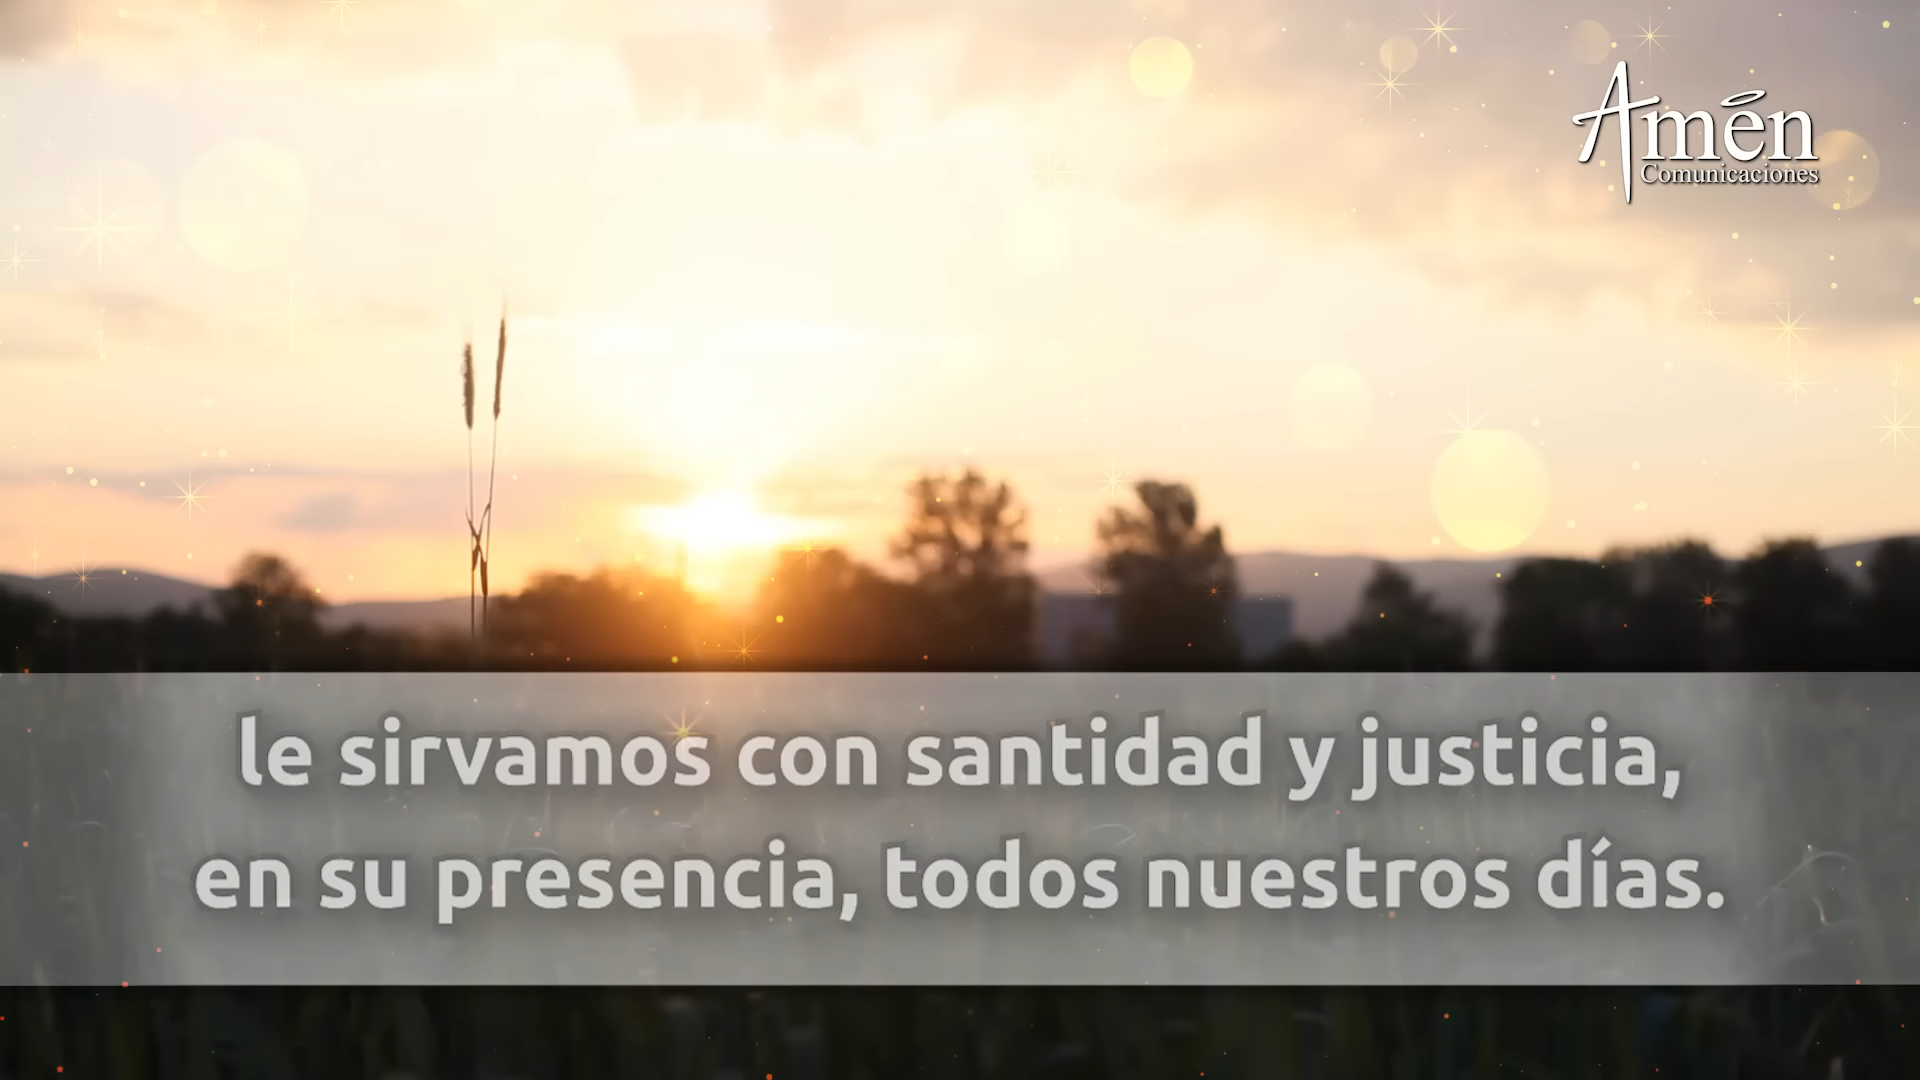 Amén
Comunicaciones
le sirvamos con santidad y justicia,
en su presencia, todos nuestros días.